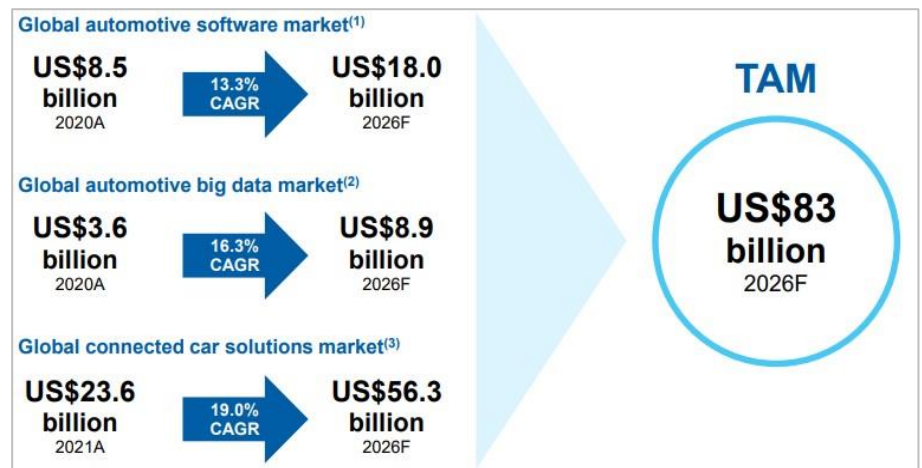 Global automotive software market(1)
US$8.5
billion
2020A
13.3%
CAGR
US$18.0
billion
2026F
Global automotive big data market(2)
US$3.6
billion
2020A
16.3%
CAGR
US$8.9
billion
2026F
Global connected car solutions market(3)
US$23.6
billion
2021A
19.0%
CAGR
US$56.3
billion
2026F
TAM
US$83
billion
2026F